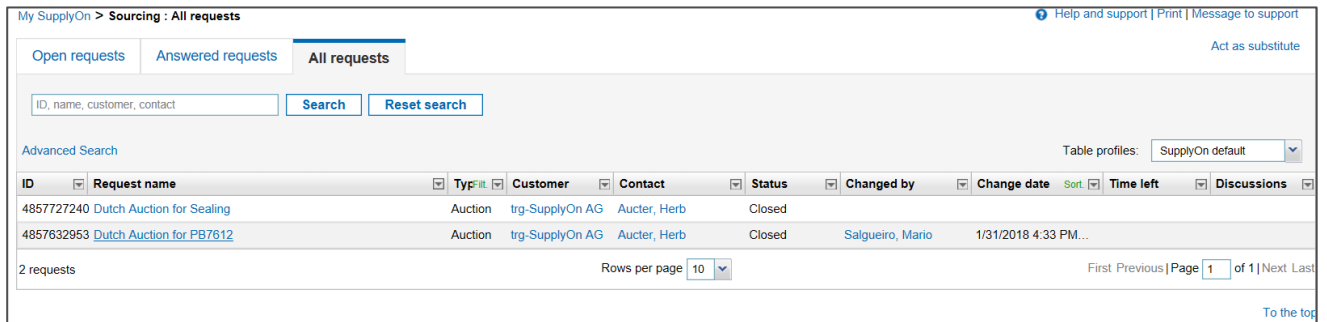 My SupplyOn > Sourcing : All requests
Help and support | Print | Message to support
Open requests Answered requests All requests
Act as substitute
ID, name, customer, contact Search Reset search
Advanced Search
Table profiles: SupplyOn default
ID Request name Typ Filt. Customer Contact Status Changed by Change date Sort. Time left Discussions
4857727240 Dutch Auction for Sealing Auction trg-SupplyOn AG Aucter, Herb Closed
4857632953 Dutch Auction for PB7612 Auction trg-SupplyOn AG Aucter, Herb Closed Salgueiro, Mario 1/31/2018 4:33 PM...
2 requests Rows per page 10 First Previous | Page 1 of 1 | Next Last
To the top